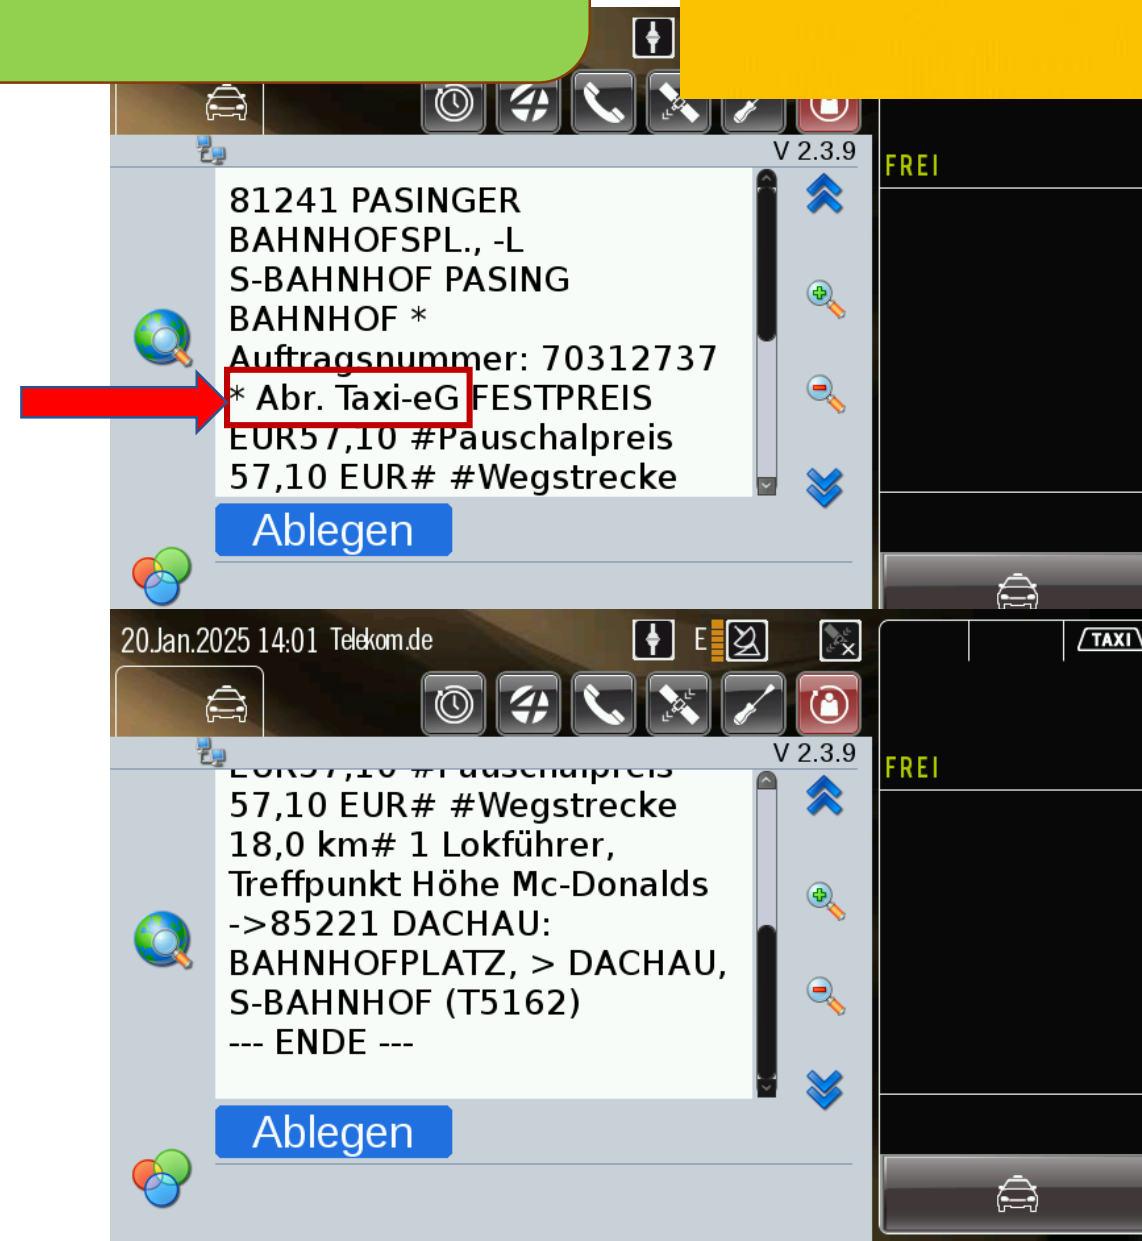 V 2.3.9
FREI
81241 PASINGER
BAHNHOFSPL., -L
S-BAHNHOF PASING
BAHNHOF *
Auftragsnummer: 70312737
* Abr. Taxi-eG FESTPREIS
EUR57,10 #Pauschalpreis
57,10 EUR# #Wegstrecke
Ablegen
20.Jan.2025 14:01 Telekom.de
E
TAXI
V 2.3.9
FREI
EUR57,10 #Pauschalpreis
57,10 EUR# #Wegstrecke
18,0 km# 1 Lokführer,
Treffpunkt Höhe Mc-Donalds
->85221 DACHAU:
BAHNHOFPLATZ, > DACHAU,
S-BAHNHOF (T5162)
--- ENDE ---
Ablegen